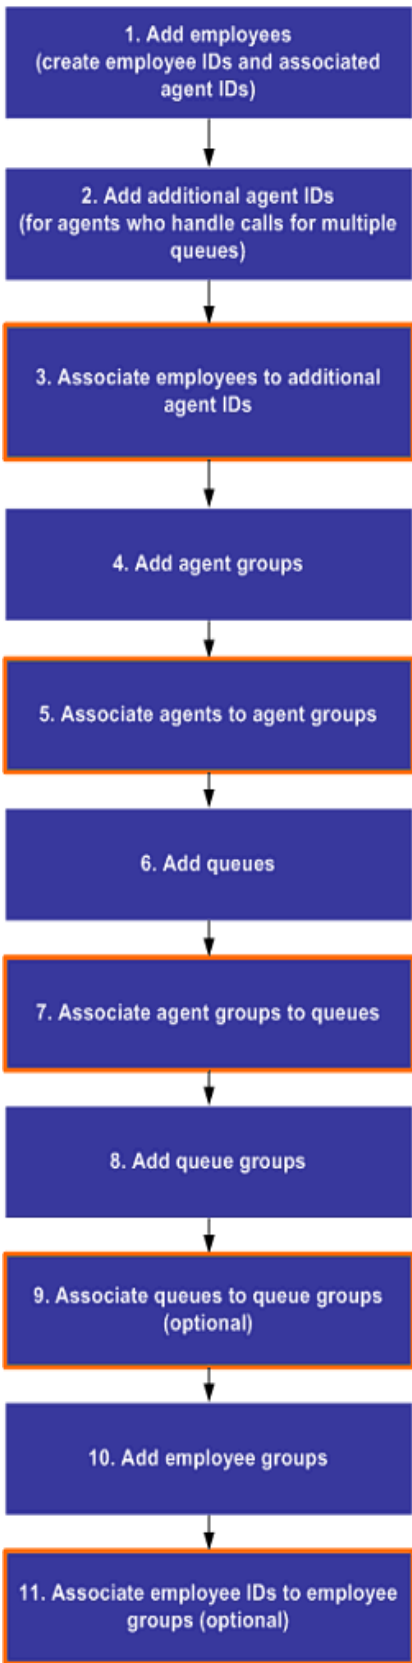 1. Add employees
(create employee IDs and associated
agent IDs)
2. Add additional agent IDs
(for agents who handle calls for multiple
queues)
3. Associate employees to additional
agent IDs
4. Add agent groups
5. Associate agents to agent groups
6. Add queues
7. Associate agent groups to queues
8. Add queue groups
9. Associate queues to queue groups
(optional)
10. Add employee groups
11. Associate employee IDs to employee
groups (optional)